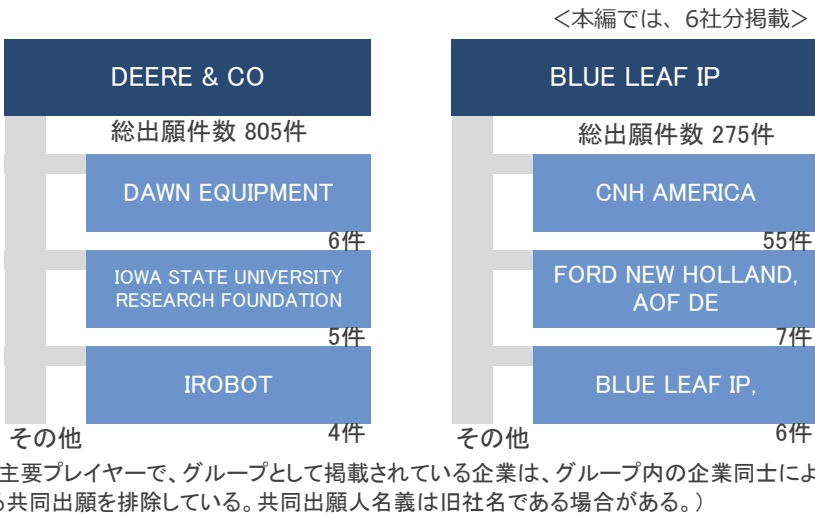 ＜本編では、6社分掲載＞
DEERE & CO
総出願件数 805件
DAWN EQUIPMENT
6件
IOWA STATE UNIVERSITY
RESEARCH FOUNDATION
5件
IROBOT
4件
その他
BLUE LEAF IP
総出願件数 275件
CNH AMERICA
55件
FORD NEW HOLLAND,
AOF DE
7件
BLUE LEAF IP,
6件
その他
主要プレイヤーで、グループとして掲載されている企業は、グループ内の企業同士によ
る共同出願を排除している。共同出願人名義は旧社名である場合がある。）